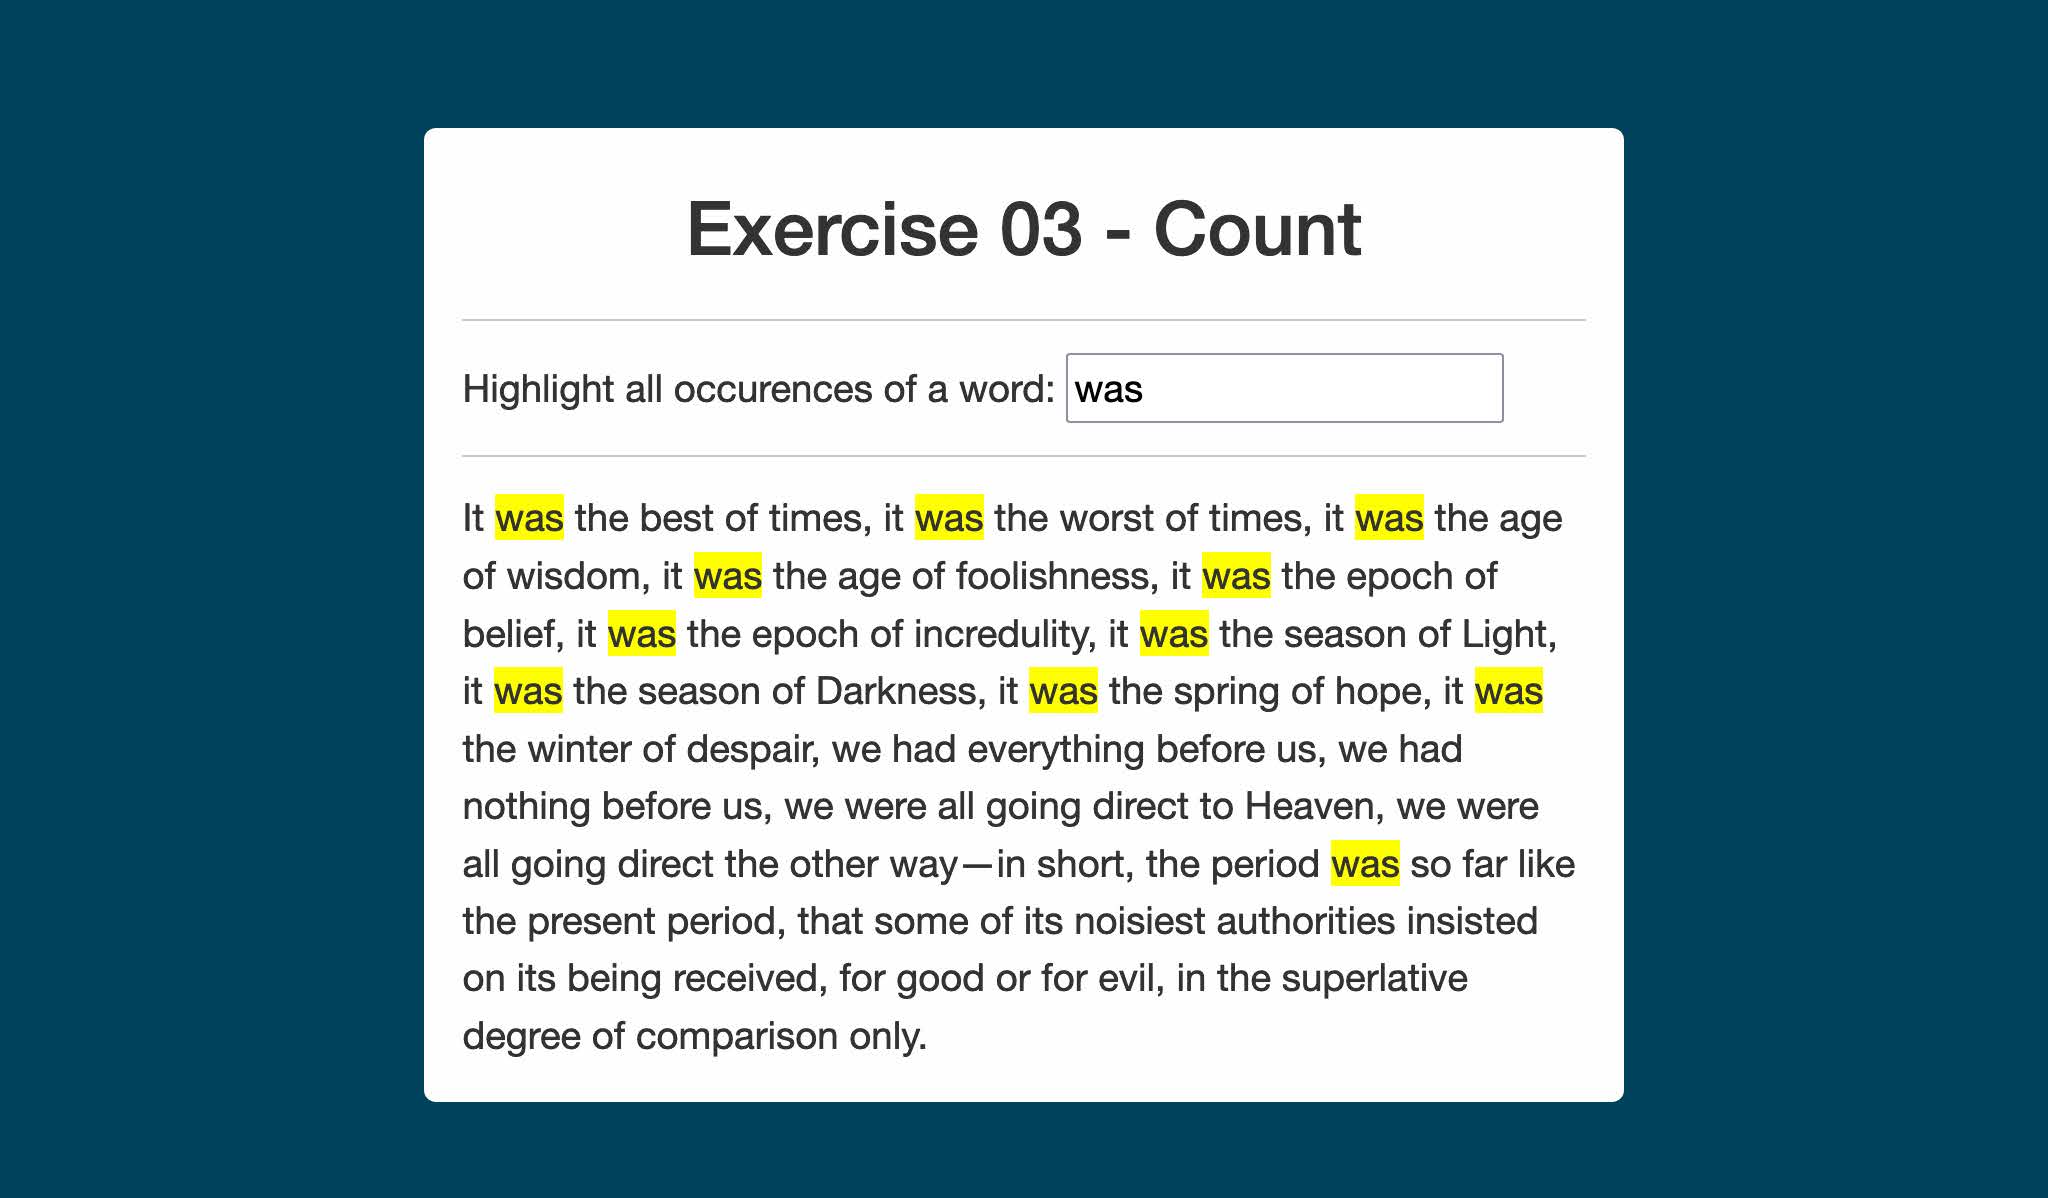 Exercise 03 - Count
Highlight all occurences of a word: was
It was the best of times, it was the worst of times, it was the age
of wisdom, it was the age of foolishness, it was the epoch of
belief, it was the epoch of incredulity, it was the season of Light,
it was the season of Darkness, it was the spring of hope, it was
the winter of despair, we had everything before us, we had
nothing before us, we were all going direct to Heaven, we were
all going direct the other way—in short, the period was so far like
the present period, that some of its noisiest authorities insisted
on its being received, for good or for evil, in the superlative
degree of comparison only.